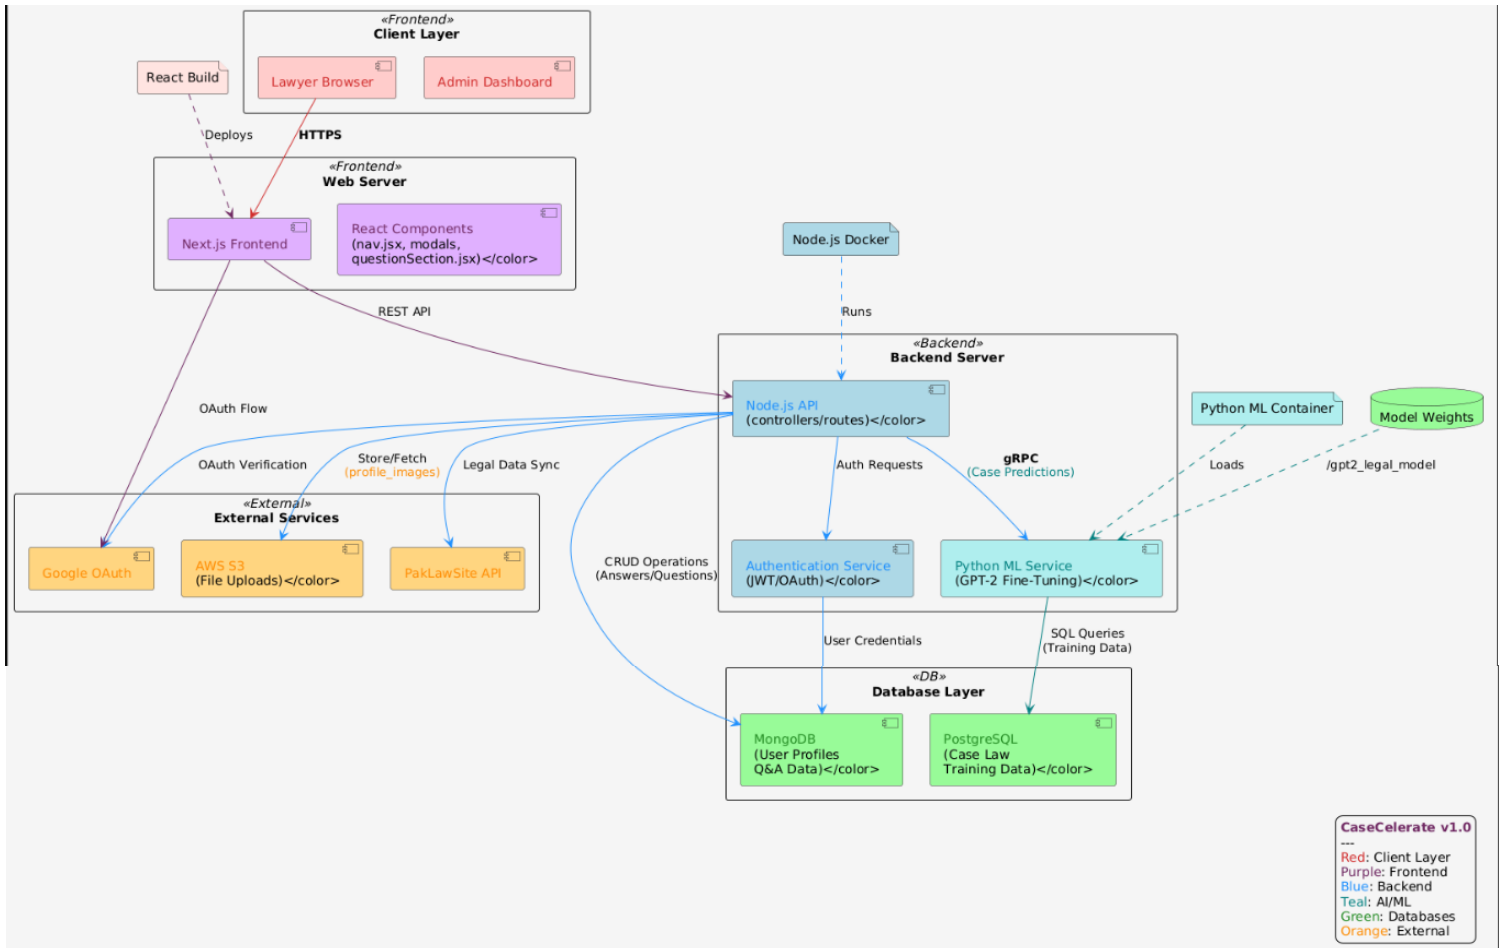 «Frontend»
Client Layer
React Build
Lawyer Browser
Admin Dashboard
Deploys
HTTPS
«Frontend»
Web Server
Next.js Frontend
React Components
(nav.jsx, modals,
questionSection.jsx)</color>
Node.js Docker
REST API
Runs
«Backend»
Backend Server
Node.js API
(controllers/routes)</color>
Python ML Container
Model Weights
OAuth Flow
OAuth Verification
Store/Fetch
(profile_images)
Legal Data Sync
Auth Requests
gRPC
(Case Predictions)
Loads
/gpt2_legal_model
«External»
External Services
Google OAuth
AWS S3
(File Uploads)</color>
PakLawSite API
CRUD Operations
(Answers/Questions)
Authentication Service
(JWT/OAuth)</color>
Python ML Service
(GPT-2 Fine-Tuning)</color>
User Credentials
SQL Queries
(Training Data)
«DB»
Database Layer
MongoDB
(User Profiles
Q&A Data)</color>
PostgreSQL
(Case Law
Training Data)</color>
CaseCelerate v1.0
---
Red: Client Layer
Purple: Frontend
Blue: Backend
Teal: AI/ML
Green: Databases
Orange: External